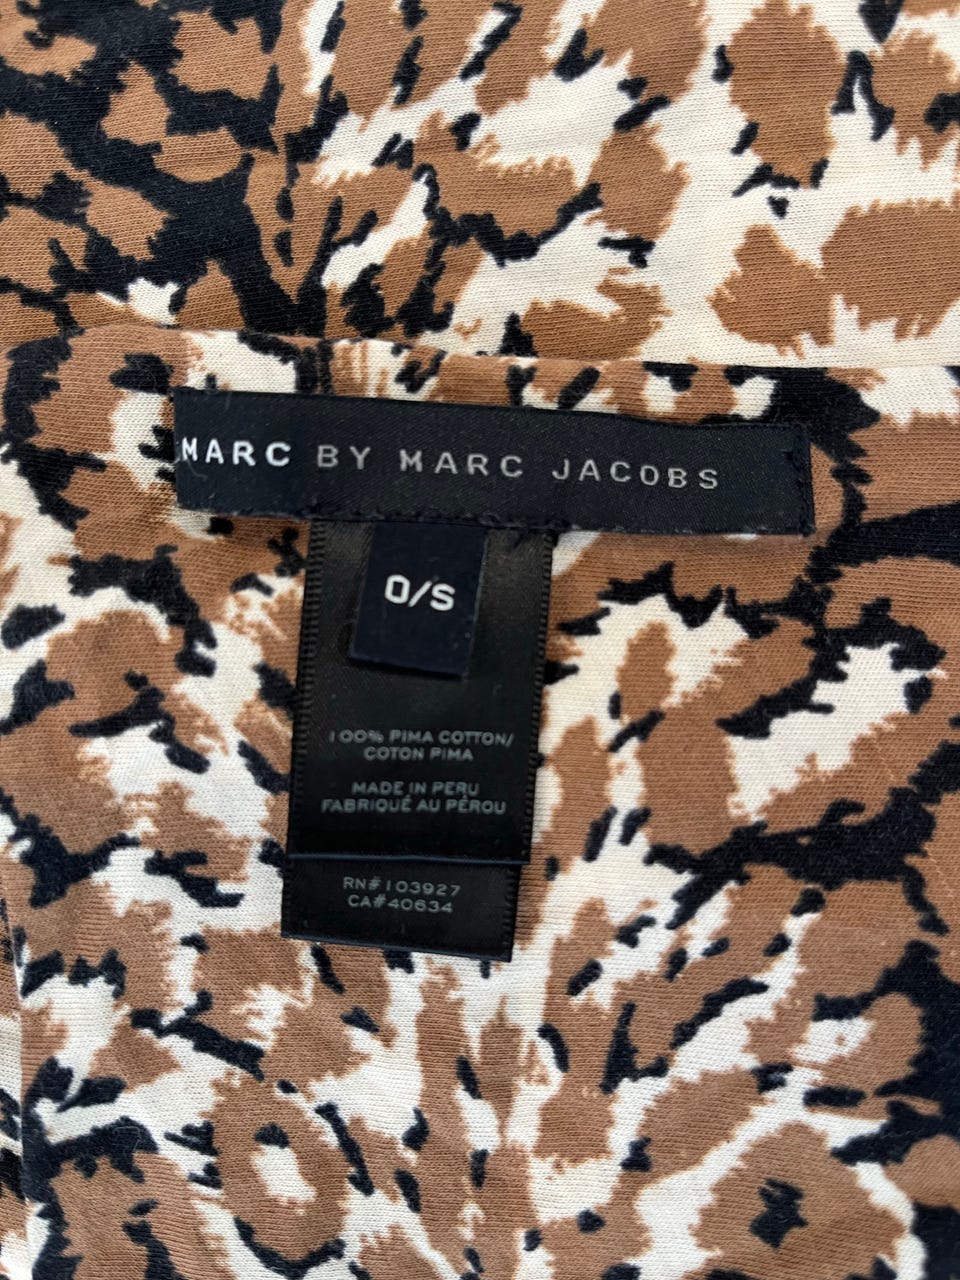 MARC BY MARC JACOBS
O/S
100% PIMA COTTON/
COTON PIMA
MADE IN PERU
FABRIQUÉ AU PÉROU
RN#103927
CA#40634